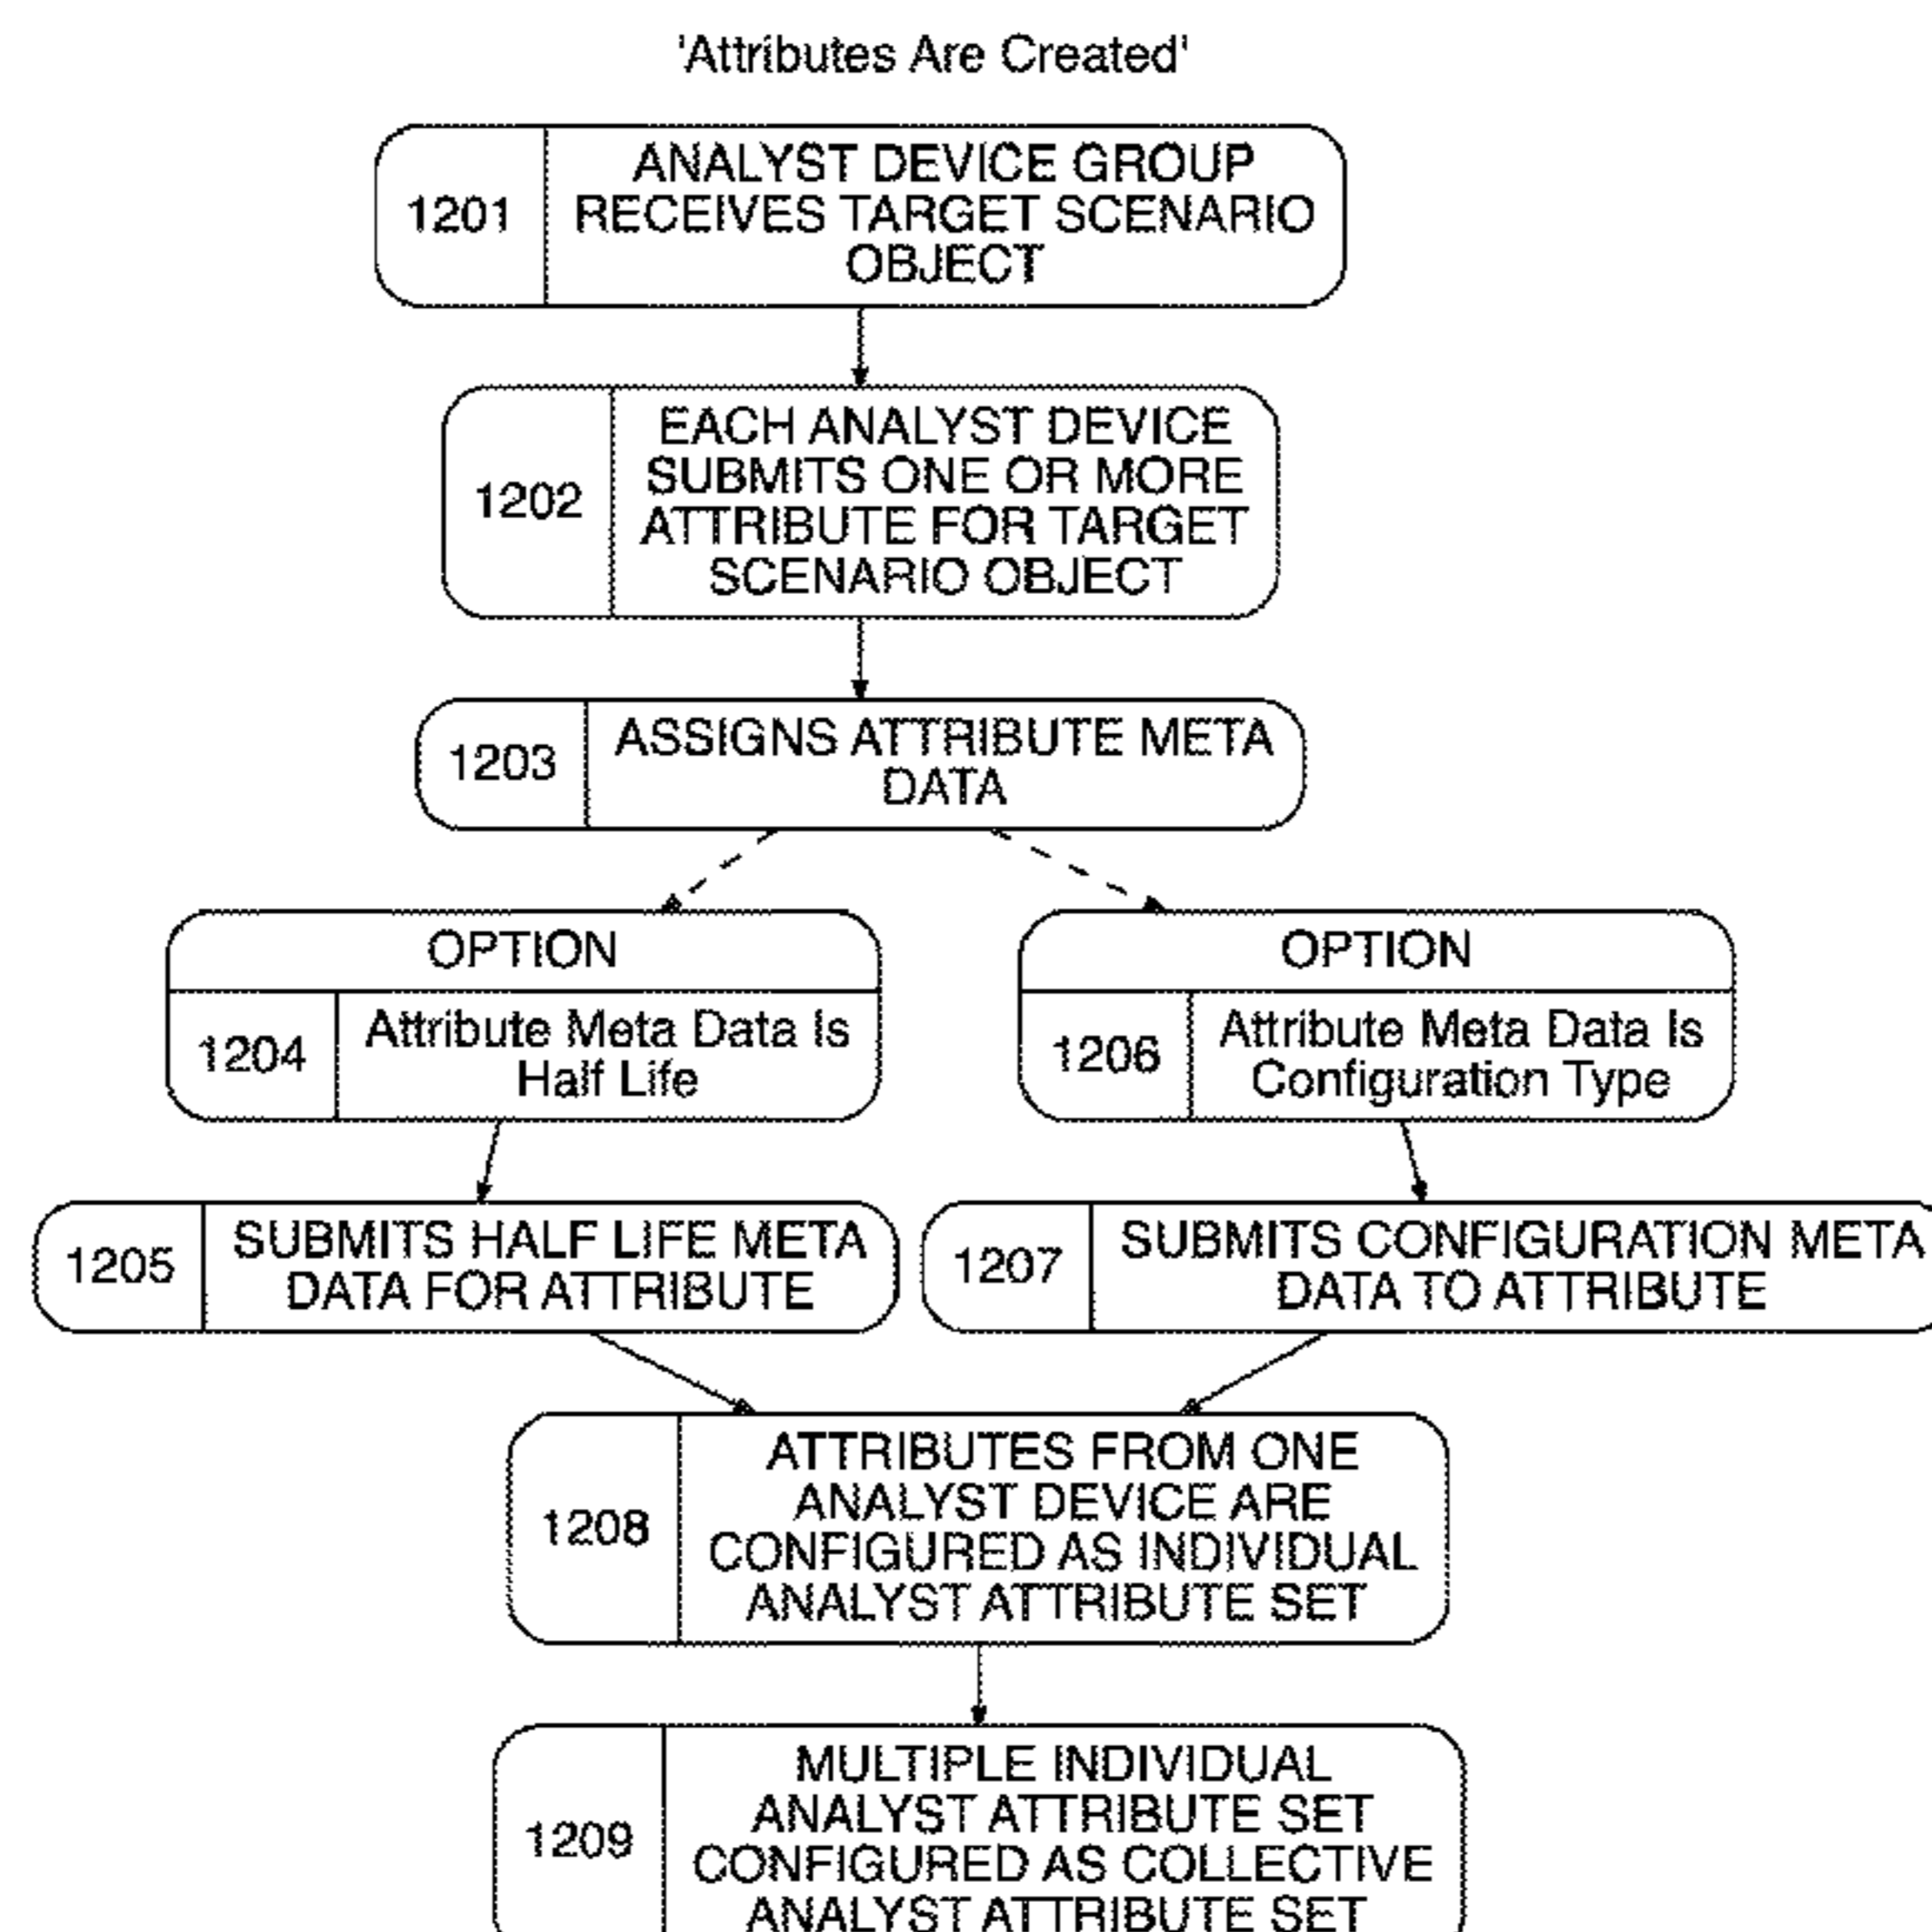 'Attributes Are Created'
1201
ANALYST DEVICE GROUP
RECEIVES TARGET SCENARIO
OBJECT
1202
EACH ANALYST DEVICE
SUBMITS ONE OR MORE
ATTRIBUTE FOR TARGET
SCENARIO OBJECT
1203
ASSIGNS ATTRIBUTE META
DATA
OPTION
1204
Attribute Meta Data Is
Half Life
OPTION
1206
Attribute Meta Data Is
Configuration Type
1205
SUBMITS HALF LIFE META
DATA FOR ATTRIBUTE
1207
SUBMITS CONFIGURATION META
DATA TO ATTRIBUTE
1208
ATTRIBUTES FROM ONE
ANALYST DEVICE ARE
CONFIGURED AS INDIVIDUAL
ANALYST ATTRIBUTE SET
1209
MULTIPLE INDIVIDUAL
ANALYST ATTRIBUTE SET
CONFIGURED AS COLLECTIVE
ANALYST ATTRIBUTE SET